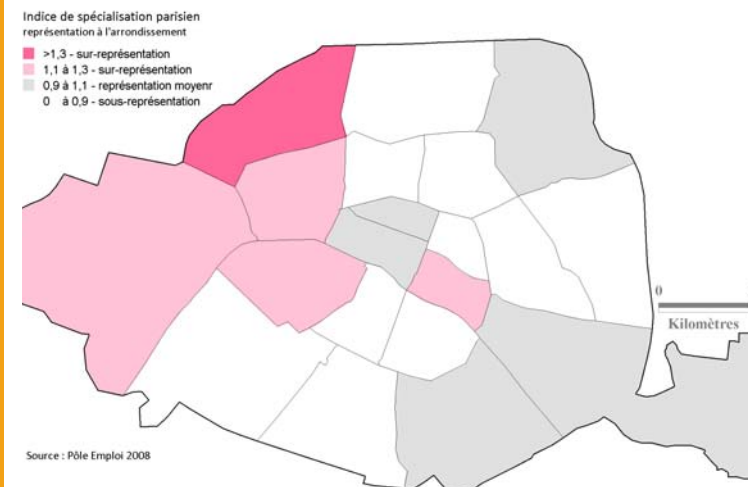 Indice de spécialisation parisien
représentation à l'arrondissement
>1,3 - sur-représentation
1,1 à 1,3 - sur-représentation
0,9 à 1,1 - représentation moyenr
0 à 0,9 - sous-représentation
0
Kilomètres
Source : Pôle Emploi 2008